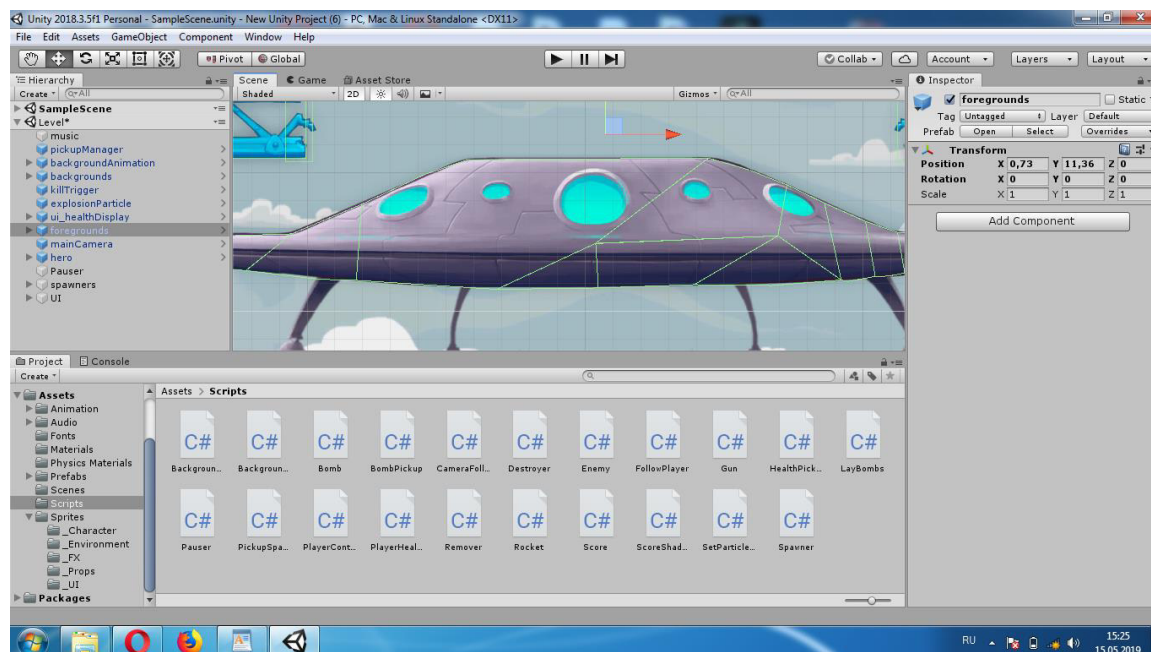 Unity 2018.3.5f1 Personal - SampleScene.unity - New Unity Project (6) - PC, Mac & Linux Standalone <DX11>
File Edit Assets GameObject Component Window Help
Pivot Global Collab Account Layers Layout
Hierarchy Scene Game Asset Store Inspector
Create All Shaded 2D Gizmos All
foregrounds Static
Tag Untagged Layer Default
Prefab Open Select Overrides
Transform
Position X 0,73 Y 11,36 Z 0
Rotation X 0 Y 0 Z 0
Scale X 1 Y 1 Z 1
Add Component
SampleScene
Level*
music
pickupManager
backgroundAnimation
backgrounds
killTrigger
explosionParticle
ui_healthDisplay
foregrounds
mainCamera
hero
Pauser
spawners
UI
Project Console
Create
Assets
Animation
Audio
Fonts
Materials
Physics Materials
Prefabs
Scenes
Scripts
Sprites
_Character
_Environment
_FX
_Props
_UI
Packages
Assets > Scripts
C# C# C# C# C# C# C# C# C# C# C#
Backgroun... Backgroun... Bomb BombPickup CameraFoll... Destroyer Enemy FollowPlayer Gun HealthPick... LayBombs
C# C# C# C# C# C# C# C# C# C#
Pauser PickupSpa... PlayerCont... PlayerHeal... Remover Rocket Score ScoreShad... SetParticle... Spawner
RU 15:25
15.05.2019